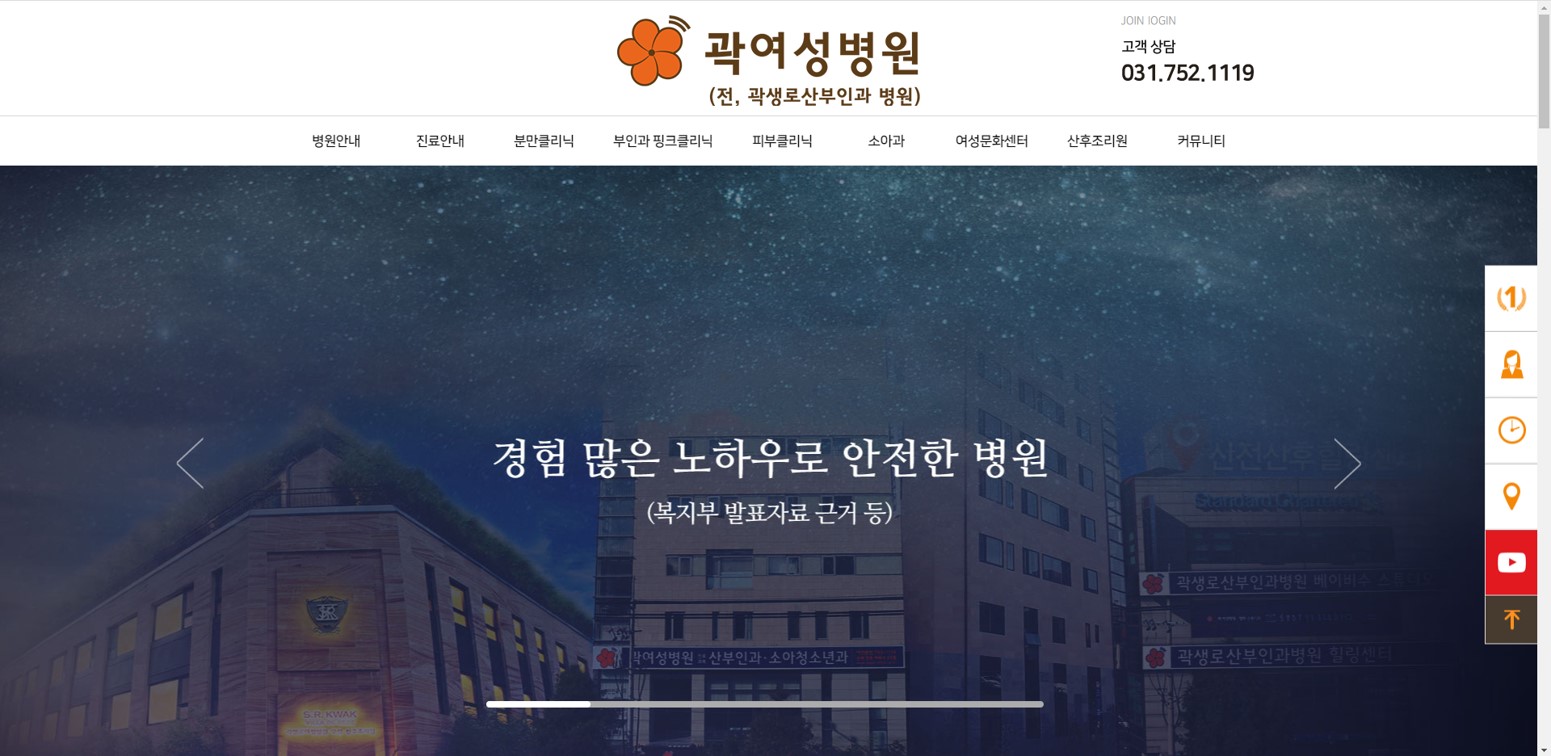 JOIN lOGIN
곽여성병원
(전, 곽생로산부인과 병원)
고객 상담
031.752.1119
병원안내 진료안내 분만클리닉 부인과 핑크클리닉 피부클리닉 소아과 여성문화센터 산후조리원 커뮤니티
1
경험 많은 노하우로 안전한 병원
(복지부 발표자료 근거 등)
곽생로산부인과병원 베이비부
곽여성병원 산부인과·소아청소년과
곽생로산부인과병원 힐링센터
S.R. KWAK